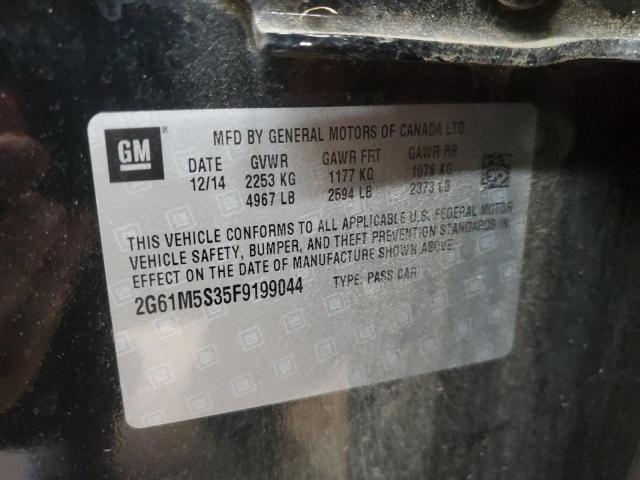 GM ®
MFD BY GENERAL MOTORS OF CANADA LTD.
DATE GVWR GAWR FRT GAWR RR
12/14 2253 KG 1177 KG 1076 KG
4967 LB 2594 LB 2373 LB
THIS VEHICLE CONFORMS TO ALL APPLICABLE U.S. FEDERAL MOTOR
VEHICLE SAFETY, BUMPER, AND THEFT PREVENTION STANDARDS IN
EFFECT ON THE DATE OF MANUFACTURE SHOWN ABOVE.
2G61M5S35F9199044 TYPE: PASS CAR